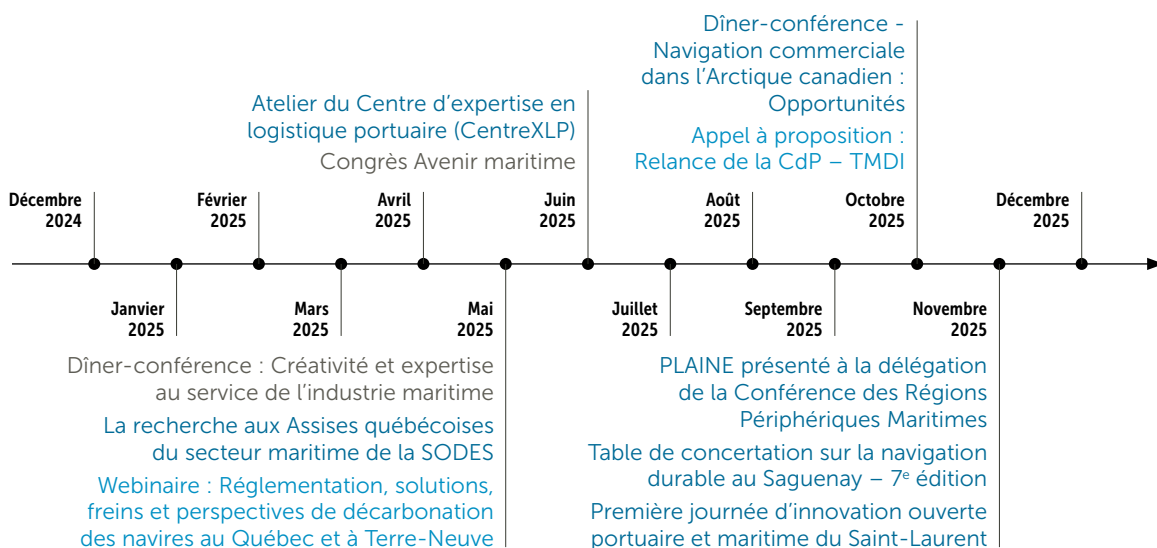 Dîner-conférence -
Navigation commerciale
dans l'Arctique canadien :
Opportunités
Appel à proposition :
Relance de la CdP – TMDI
Atelier du Centre d'expertise en
logistique portuaire (CentreXLP)
Congrès Avenir maritime
Décembre
2024
Février
2025
Avril
2025
Juin
2025
Août
2025
Octobre
2025
Décembre
2025
Janvier
2025
Mars
2025
Mai
2025
Juillet
2025
Septembre
2025
Novembre
2025
Dîner-conférence : Créativité et expertise
au service de l'industrie maritime
La recherche aux Assises québécoises
du secteur maritime de la SODES
Webinaire : Réglementation, solutions,
freins et perspectives de décarbonation
des navires au Québec et à Terre-Neuve
PLAINE présenté à la délégation
de la Conférence des Régions
Périphériques Maritimes
Table de concertation sur la navigation
durable au Saguenay – 7e édition
Première journée d'innovation ouverte
portuaire et maritime du Saint-Laurent